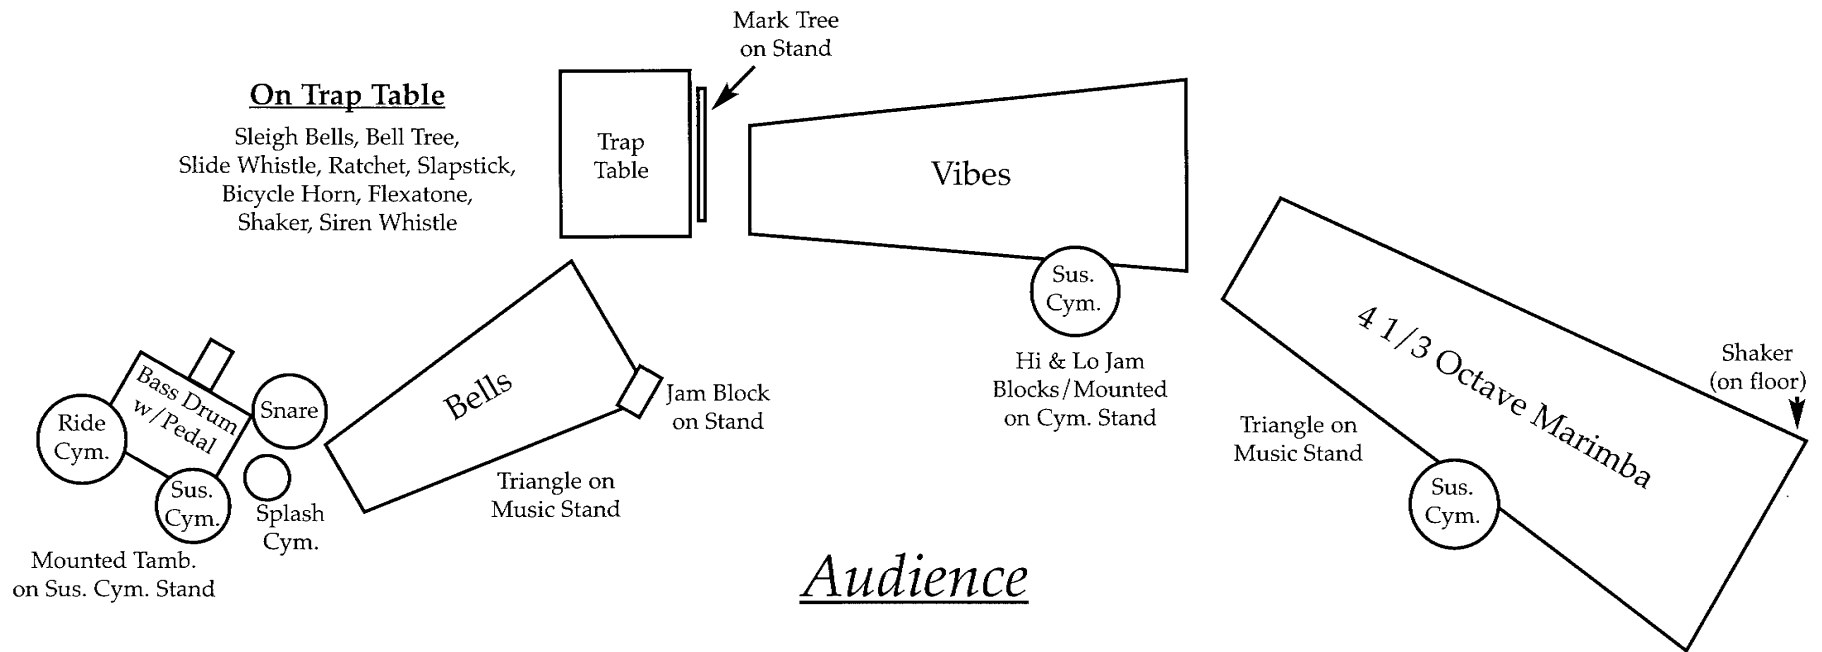 Mark Tree
on Stand
On Trap Table
Sleigh Bells, Bell Tree,
Slide Whistle, Ratchet, Slapstick,
Bicycle Horn, Flexatone,
Shaker, Siren Whistle
Trap
Table
Vibes
Sus.
Cym.
Hi & Lo Jam
Blocks/Mounted
on Cym. Stand
4 1/3 Octave Marimba
Shaker
(on floor)
Triangle on
Music Stand
Sus.
Cym.
Bells
Jam Block
on Stand
Triangle on
Music Stand
Bass Drum
w/Pedal
Snare
Ride
Cym.
Sus.
Cym.
Splash
Cym.
Mounted Tamb.
on Sus. Cym. Stand
Audience